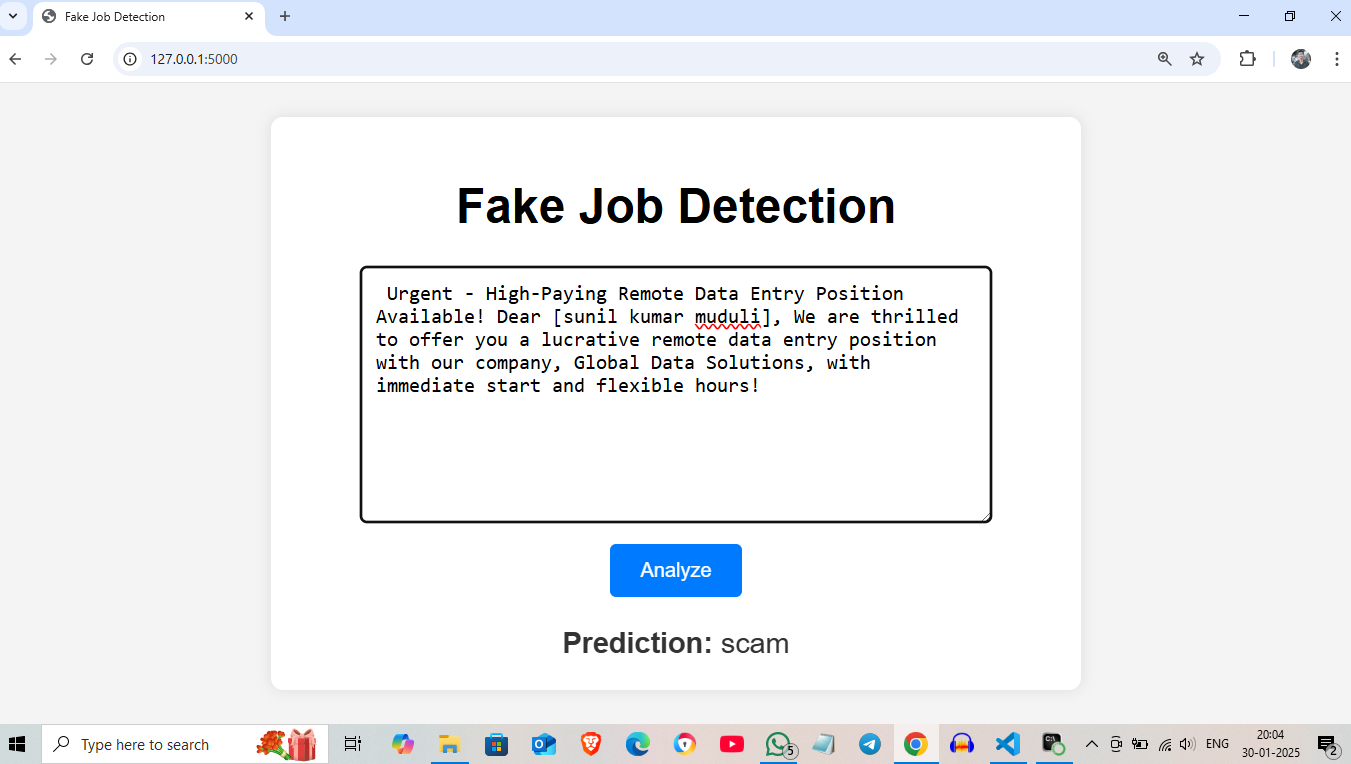 Fake Job Detection
127.0.0.1:5000
Fake Job Detection
Urgent - High-Paying Remote Data Entry Position
Available! Dear [sunil kumar muduli], We are thrilled
to offer you a lucrative remote data entry position
with our company, Global Data Solutions, with
immediate start and flexible hours!
Analyze
Prediction: scam
Type here to search
5
ENG
20:04
30-01-2025
2